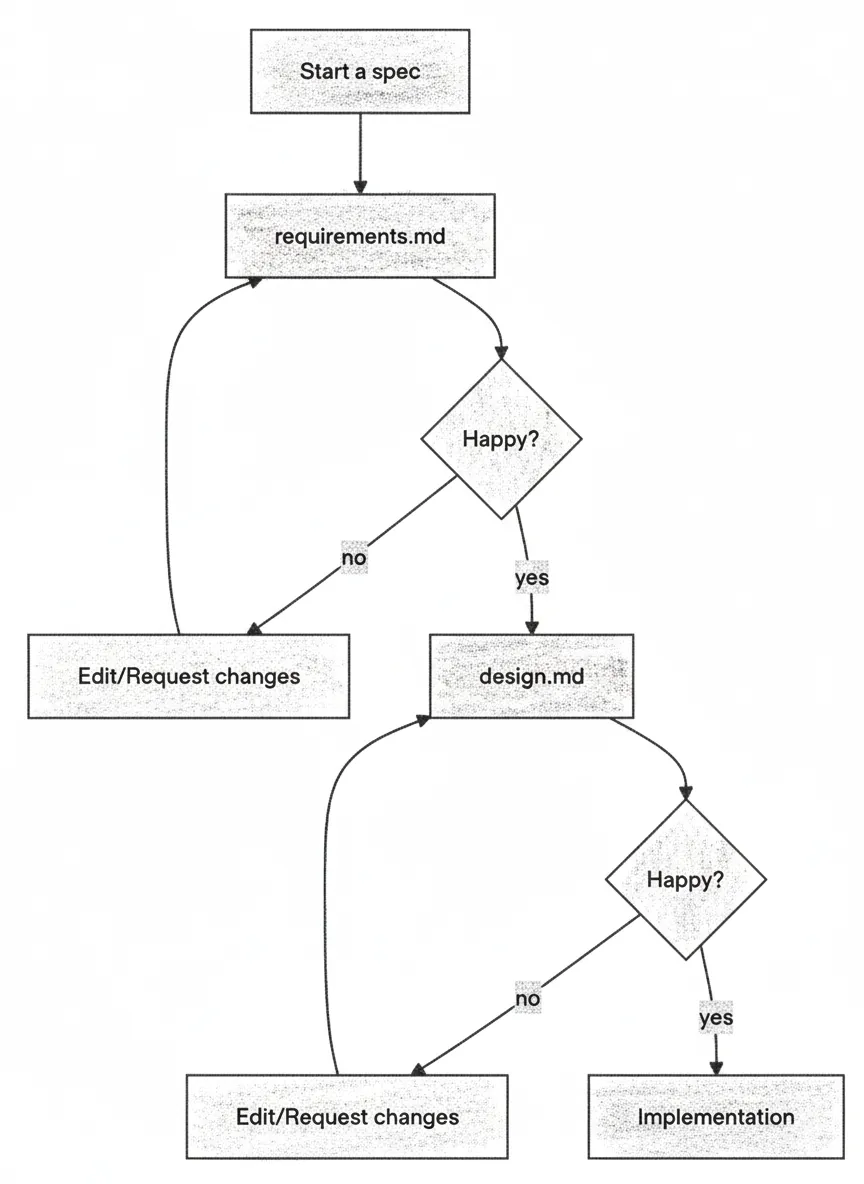 Start a spec
requirements.md
Happy?
no
yes
Edit/Request changes
design.md
Happy?
no
yes
Edit/Request changes
Implementation